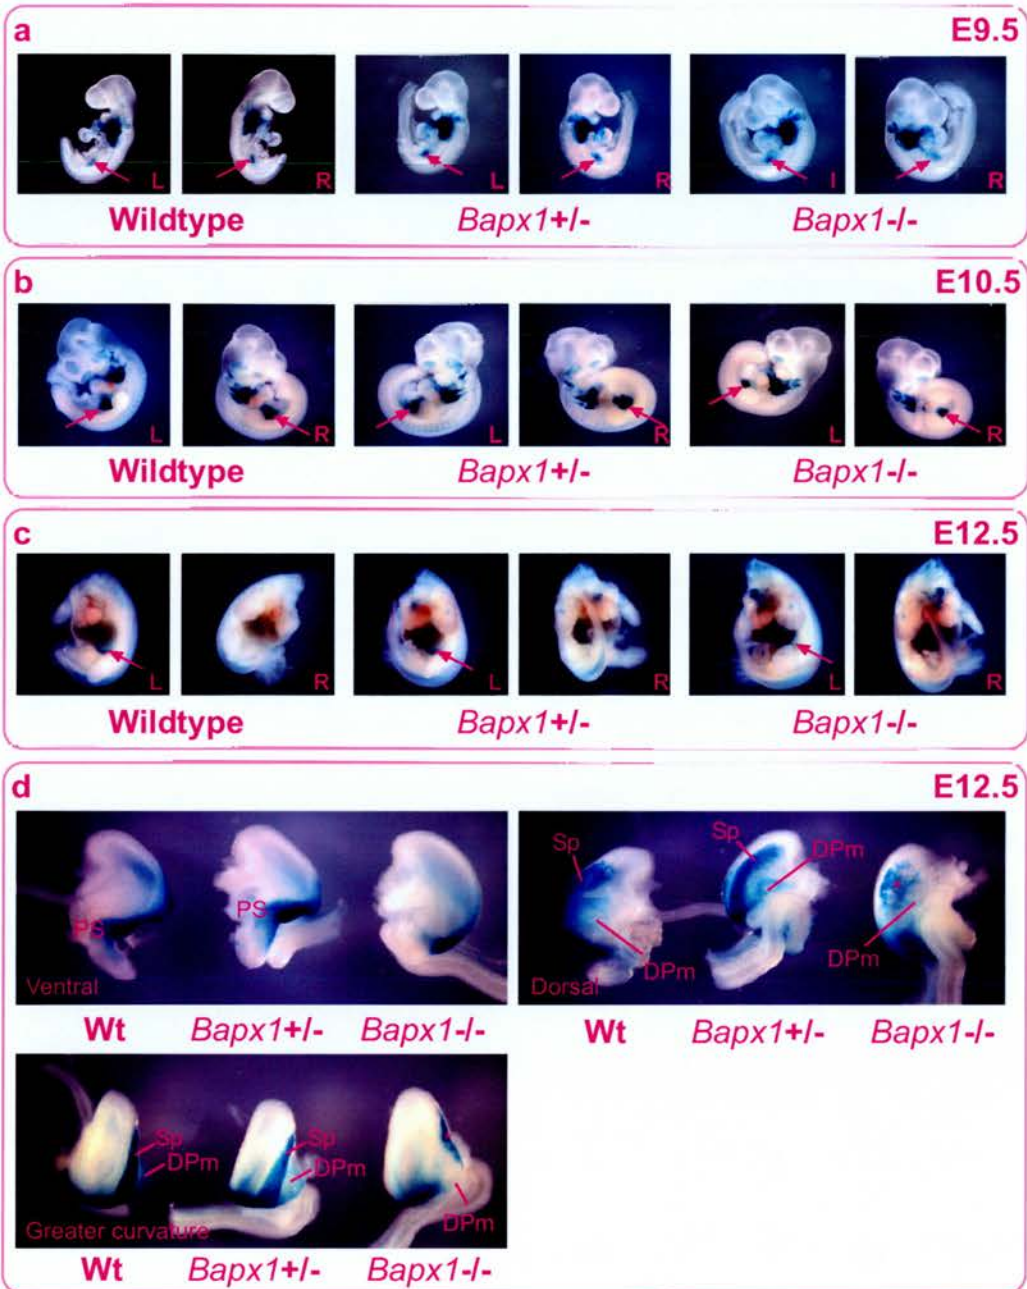 a E9.5
L R L R I R
Wildtype Bapx1+/- Bapx1-/-
b E10.5
L R L R L R
Wildtype Bapx1+/- Bapx1-/-
c E12.5
L R L R L R
Wildtype Bapx1+/- Bapx1-/-
d E12.5
PS PS
Ventral
Wt Bapx1+/- Bapx1-/-
Sp Sp DPm
DPm DPm
Dorsal
Wt Bapx1+/- Bapx1-/-
Sp Sp
DPm DPm
DPm
Greater curvature
Wt Bapx1+/- Bapx1-/-